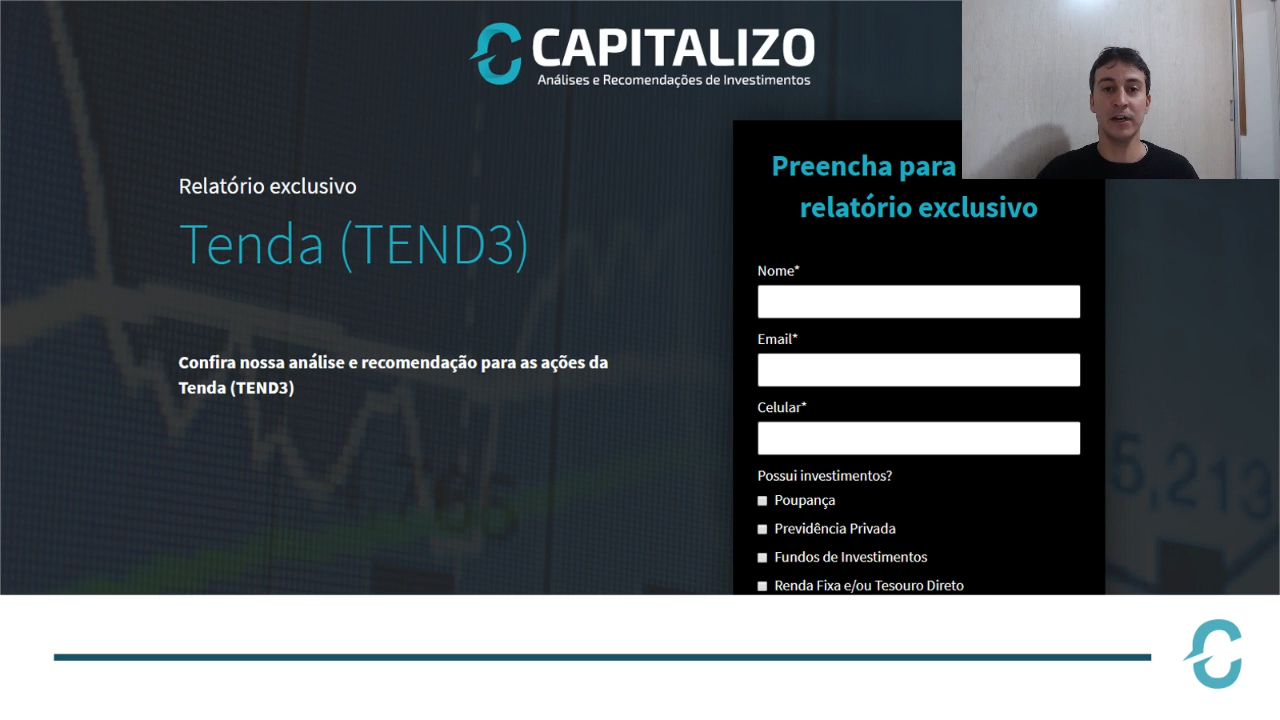 CAPITALIZO
Análises e Recomendações de Investimentos
Relatório exclusivo
Tenda (TEND3)
Confira nossa análise e recomendação para as ações da
Tenda (TEND3)
Preencha para
relatório exclusivo
Nome*
Email*
Celular*
Possui investimentos?
Poupança
Previdência Privada
Fundos de Investimentos
Renda Fixa e/ou Tesouro Direto
5,213